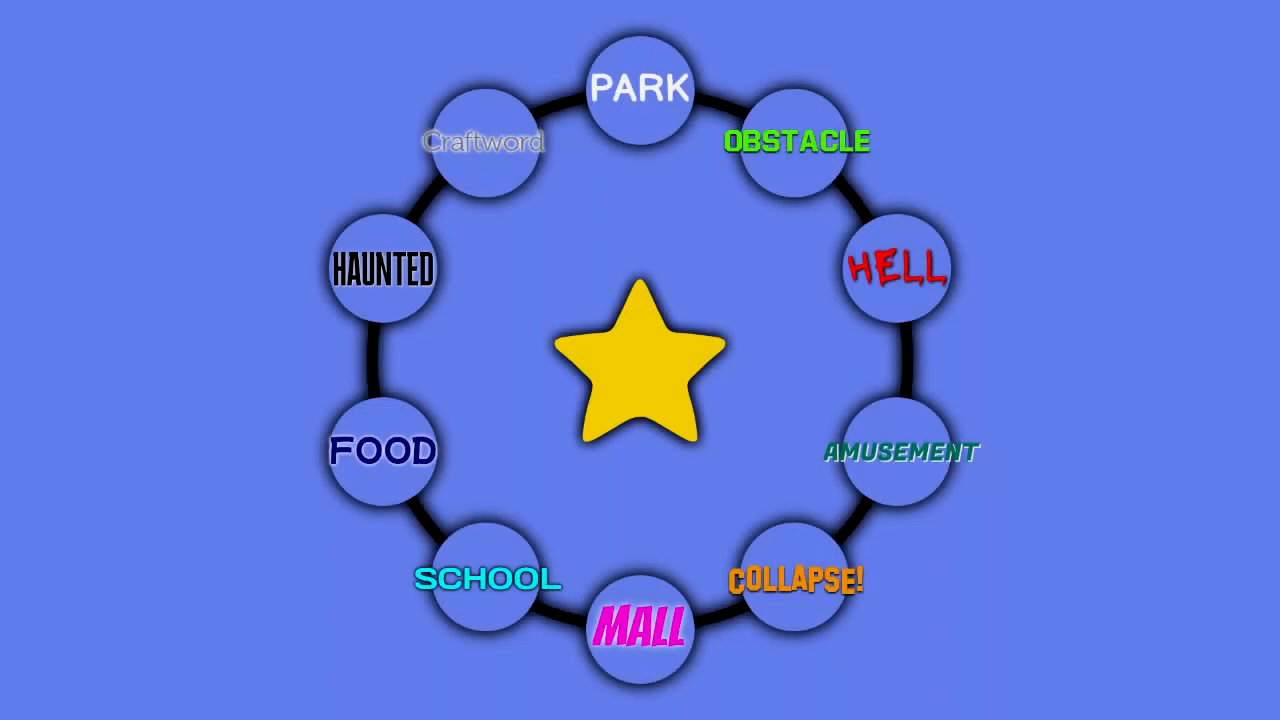 PARK
Craftword
OBSTACLE
HAUNTED
HELL
FOOD
AMUSEMENT
SCHOOL
COLLAPSE!
MALL